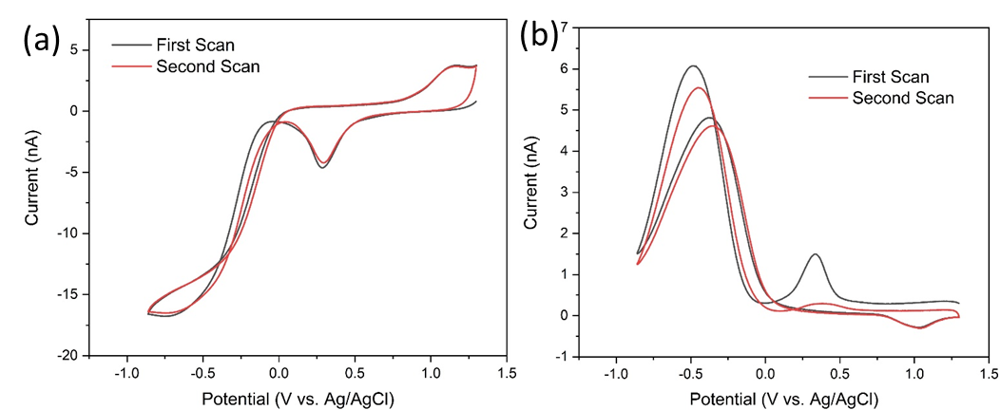 (a)
First Scan
Second Scan
5
0
-5
-10
-15
-20
-1.0 -0.5 0.0 0.5 1.0 1.5
Current (nA)
Potential (V vs. Ag/AgCl)
(b)
First Scan
Second Scan
7
6
5
4
3
2
1
0
-1
-1.0 -0.5 0.0 0.5 1.0 1.5
Current (nA)
Potential (V vs. Ag/AgCl)